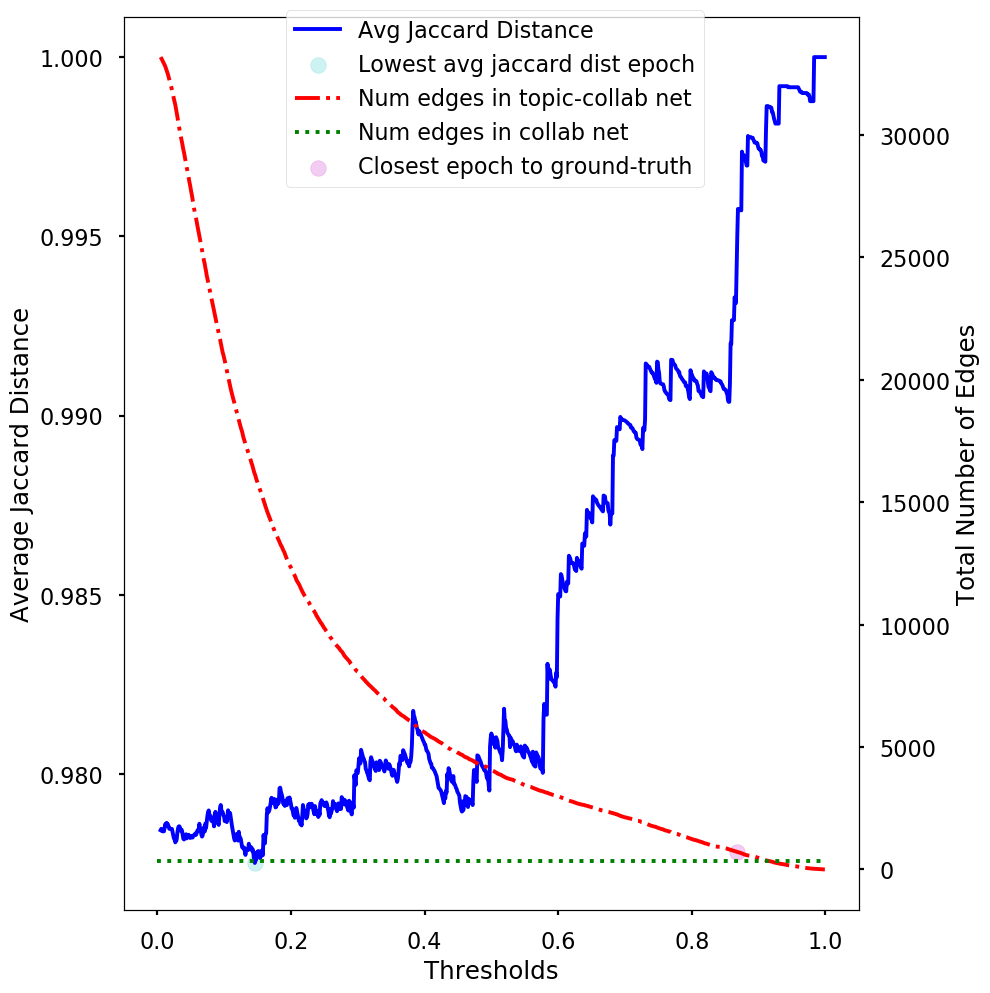 Avg Jaccard Distance
Lowest avg jaccard dist epoch
Num edges in topic-collab net
Num edges in collab net
Closest epoch to ground-truth
1.000
0.995
0.990
0.985
0.980
Average Jaccard Distance
30000
25000
20000
15000
10000
5000
0
Total Number of Edges
0.0 0.2 0.4 0.6 0.8 1.0
Thresholds